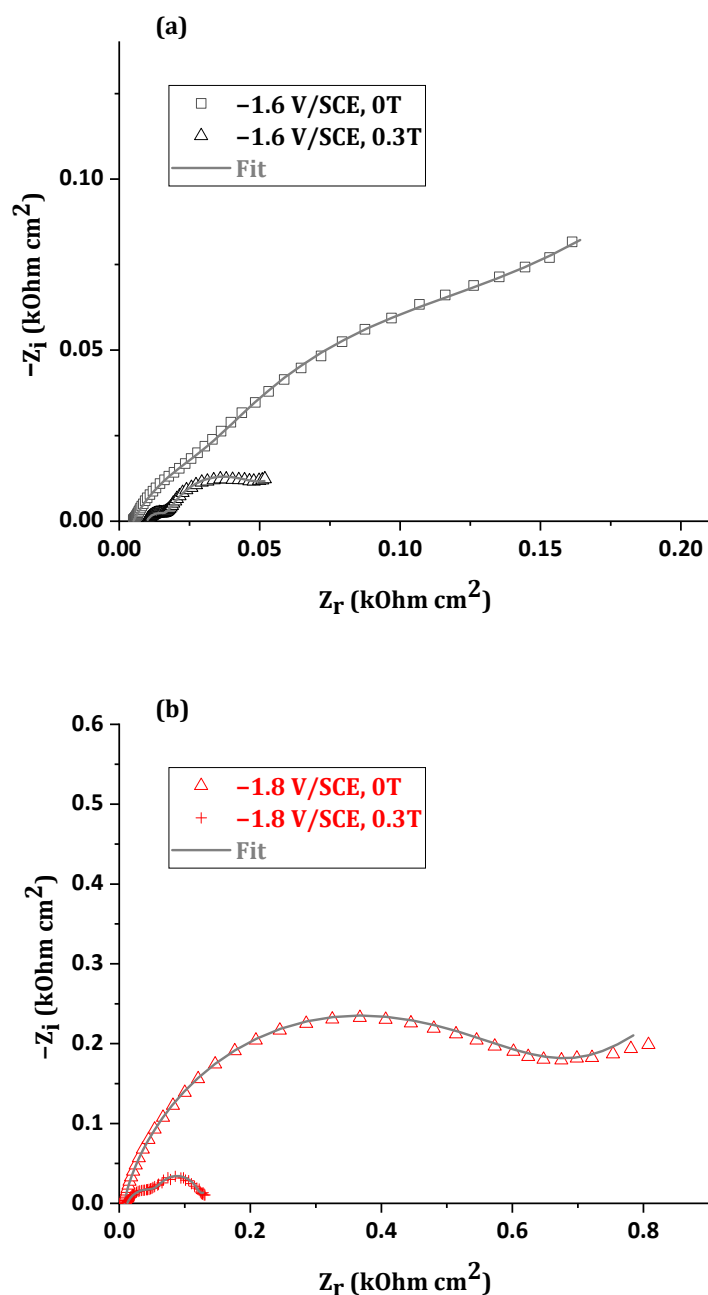 (a)
−1.6 V/SCE, 0T
−1.6 V/SCE, 0.3T
Fit
0.10
0.05
0.00
−Zi (kOhm cm2)
0.00 0.05 0.10 0.15 0.20
Zr (kOhm cm2)
(b)
0.6
−1.8 V/SCE, 0T
−1.8 V/SCE, 0.3T
Fit
0.5
0.4
0.3
0.2
0.1
0.0
−Zi (kOhm cm2)
0.0 0.2 0.4 0.6 0.8
Zr (kOhm cm2)